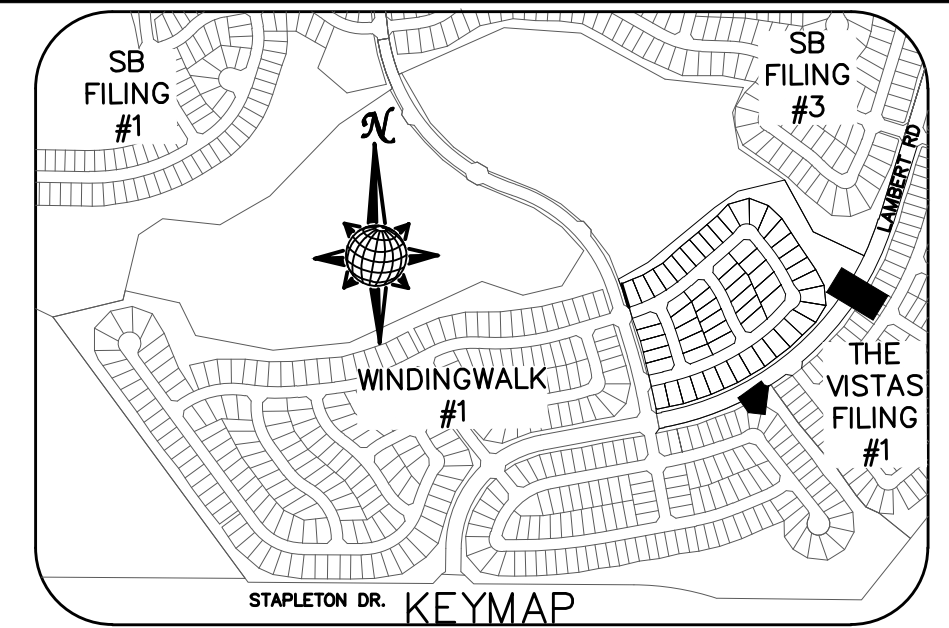 SB
FILING
#1
SB
FILING
#3
N
LAMBERT RD
WINDINGWALK
#1
THE
VISTAS
FILING
#1
STAPLETON DR.
KEYMAP